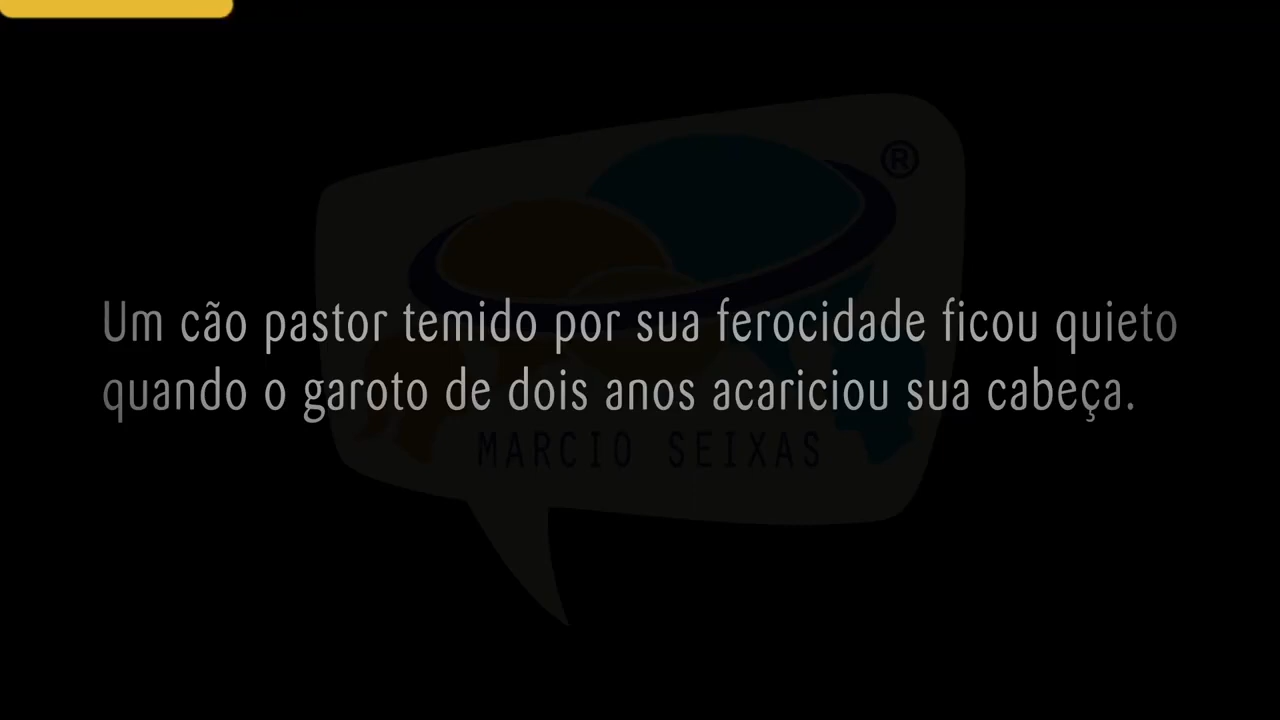 Um cão pastor temido por sua ferocidade ficou quieto
quando o garoto de dois anos acariciou sua cabeça.
MARCIO SEIXAS
®